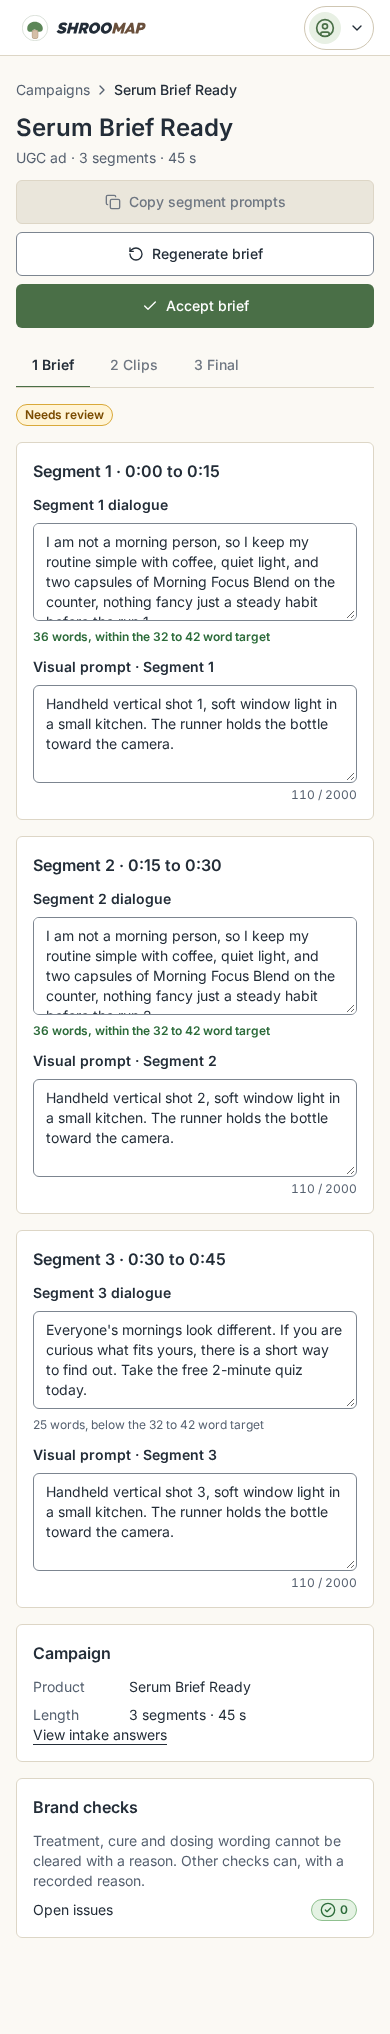 SHROOMAP
Campaigns > Serum Brief Ready
Serum Brief Ready
UGC ad · 3 segments · 45 s
Copy segment prompts
Regenerate brief
Accept brief
1 Brief 2 Clips 3 Final
Needs review
Segment 1 · 0:00 to 0:15
Segment 1 dialogue
I am not a morning person, so I keep my
routine simple with coffee, quiet light, and
two capsules of Morning Focus Blend on the
counter, nothing fancy just a steady habit
before the run 1
36 words, within the 32 to 42 word target
Visual prompt · Segment 1
Handheld vertical shot 1, soft window light in
a small kitchen. The runner holds the bottle
toward the camera.
110 / 2000
Segment 2 · 0:15 to 0:30
Segment 2 dialogue
I am not a morning person, so I keep my
routine simple with coffee, quiet light, and
two capsules of Morning Focus Blend on the
counter, nothing fancy just a steady habit
before the run 2
36 words, within the 32 to 42 word target
Visual prompt · Segment 2
Handheld vertical shot 2, soft window light in
a small kitchen. The runner holds the bottle
toward the camera.
110 / 2000
Segment 3 · 0:30 to 0:45
Segment 3 dialogue
Everyone's mornings look different. If you are
curious what fits yours, there is a short way
to find out. Take the free 2-minute quiz
today.
25 words, below the 32 to 42 word target
Visual prompt · Segment 3
Handheld vertical shot 3, soft window light in
a small kitchen. The runner holds the bottle
toward the camera.
110 / 2000
Campaign
Product Serum Brief Ready
Length 3 segments · 45 s
View intake answers
Brand checks
Treatment, cure and dosing wording cannot be
cleared with a reason. Other checks can, with a
recorded reason.
Open issues 0